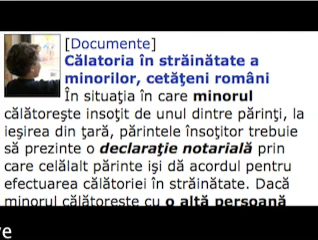 [Documente]
Călatoria în străinătate a
minorilor, cetăţeni români
În situaţia în care minorul
călătoreşte insoţit de unul dintre părinţi, la
ieşirea din ţară, părintele însoţitor trebuie
să prezinte o declaraţie notarială prin
care celălalt părinte işi dă acordul pentru
efectuarea călătoriei în străinătate. Dacă
minorul călătoreşte cu o altă persoană